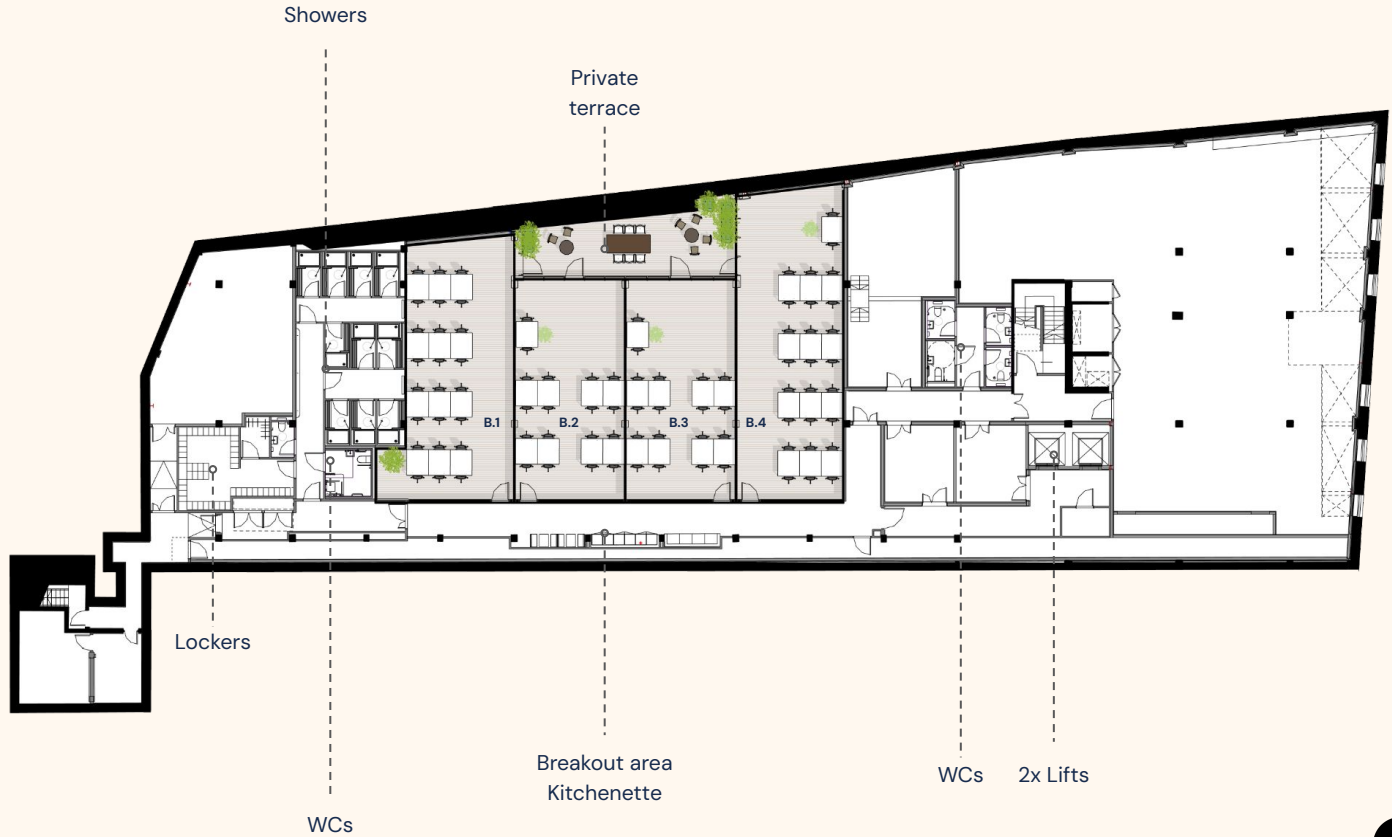 Showers
Private
terrace
B.1
B.2
B.3
B.4
Lockers
Breakout area
Kitchenette
WCs
2x Lifts
WCs